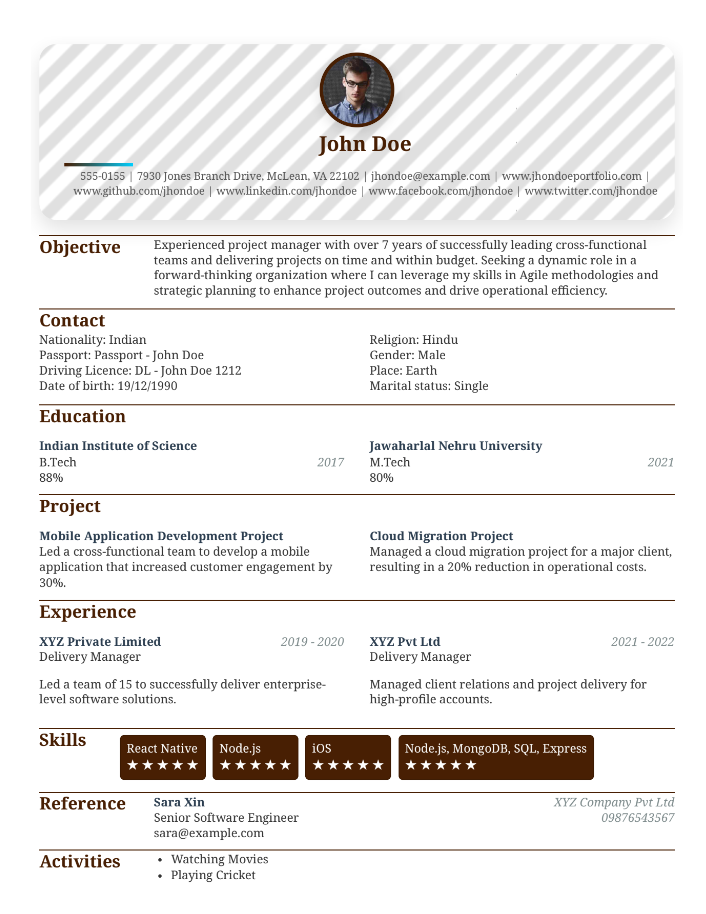 John Doe
555-0155 | 7930 Jones Branch Drive, McLean, VA 22102 | jhondoe@example.com | www.jhondoeportfolio.com |
www.github.com/jhondoe | www.linkedin.com/jhondoe | www.facebook.com/jhondoe | www.twitter.com/jhondoe
Objective
Experienced project manager with over 7 years of successfully leading cross-functional
teams and delivering projects on time and within budget. Seeking a dynamic role in a
forward-thinking organization where I can leverage my skills in Agile methodologies and
strategic planning to enhance project outcomes and drive operational efficiency.
Contact
Nationality: Indian
Passport: Passport - John Doe
Driving Licence: DL - John Doe 1212
Date of birth: 19/12/1990
Religion: Hindu
Gender: Male
Place: Earth
Marital status: Single
Education
Indian Institute of Science
B.Tech 2017
88%
Jawaharlal Nehru University
M.Tech 2021
80%
Project
Mobile Application Development Project
Led a cross-functional team to develop a mobile
application that increased customer engagement by
30%.
Cloud Migration Project
Managed a cloud migration project for a major client,
resulting in a 20% reduction in operational costs.
Experience
XYZ Private Limited 2019 - 2020
Delivery Manager
Led a team of 15 to successfully deliver enterprise-
level software solutions.
XYZ Pvt Ltd 2021 - 2022
Delivery Manager
Managed client relations and project delivery for
high-profile accounts.
Skills
React Native
★★★★★
Node.js
★★★★★
iOS
★★★★★
Node.js, MongoDB, SQL, Express
★★★★★
Reference
Sara Xin XYZ Company Pvt Ltd
Senior Software Engineer 09876543567
sara@example.com
Activities
• Watching Movies
• Playing Cricket